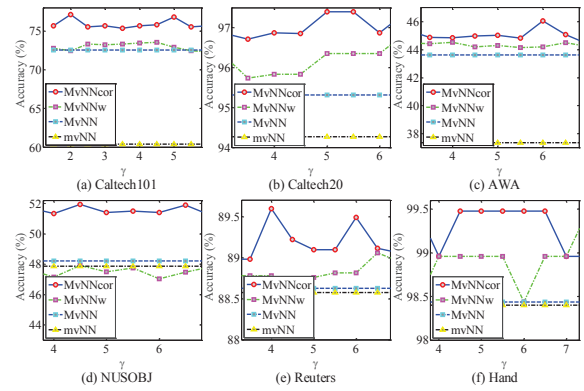 Accuracy (%)
75
70
65
60
MvNNcor
MvNNw
MvNN
mvNN
2 3 4 5
γ
(a) Caltech101
Accuracy (%)
97
96
95
94
MvNNcor
MvNNw
MvNN
mvNN
4 5 6
γ
(b) Caltech20
Accuracy (%)
46
44
42
40
38
MvNNcor
MvNNw
MvNN
mvNN
4 5 6 7
γ
(c) AWA
Accuracy (%)
52
50
48
46
44
MvNNcor
MvNNw
MvNN
mvNN
4 5 6
γ
(d) NUSOBJ
Accuracy (%)
89.5
89
88.5
88
MvNNcor
MvNNw
MvNN
mvNN
4 5 6
γ
(e) Reuters
Accuracy (%)
99.5
99
98.5
98
MvNNcor
MvNNw
MvNN
mvNN
4 5 6 7
γ
(f) Hand